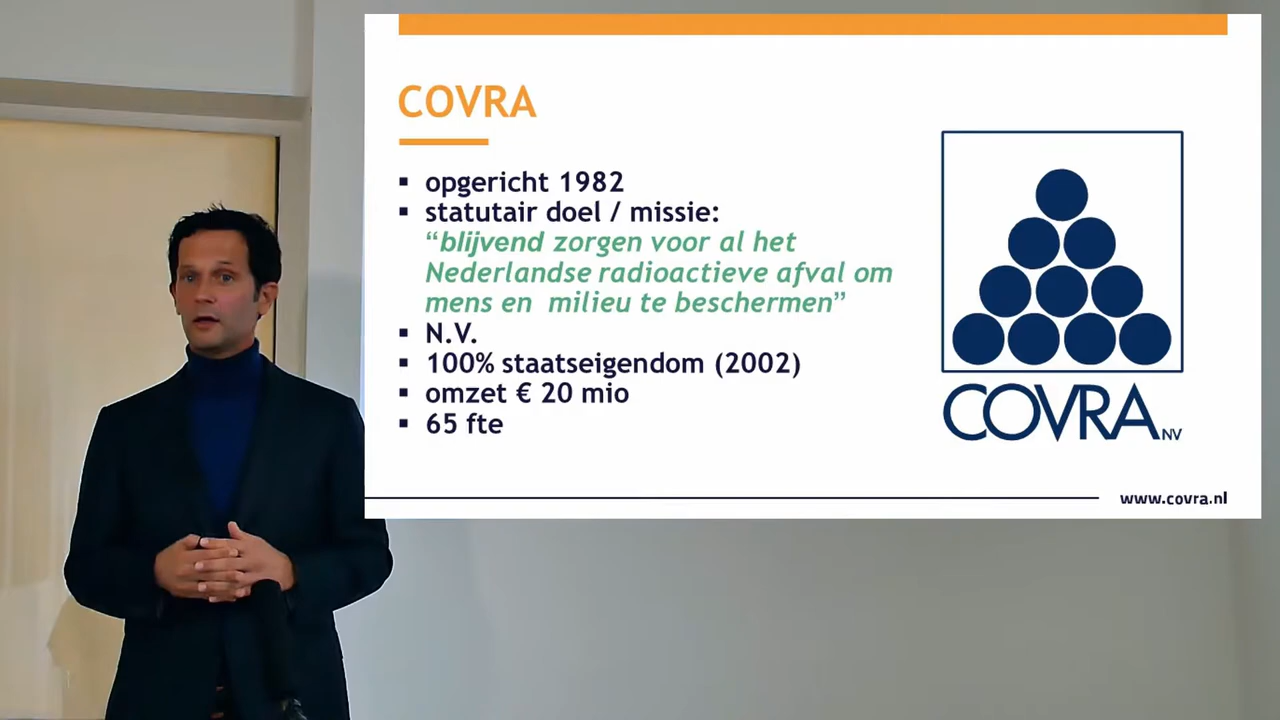 COVRA
▪ opgericht 1982
▪ statutair doel / missie:
“blijvend zorgen voor al het
Nederlandse radioactieve afval om
mens en milieu te beschermen”
▪ N.V.
▪ 100% staatseigendom (2002)
▪ omzet € 20 mio
▪ 65 fte
COVRA NV
www.covra.nl